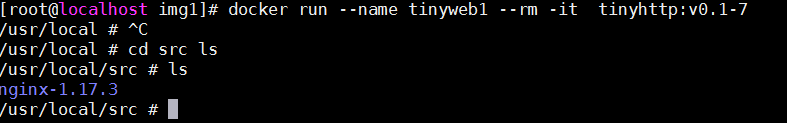 [root@localhost img1]# docker run --name tinyweb1 --rm -it  tinyhttp:v0.1-7
/usr/local # ^C
/usr/local # cd src ls
/usr/local/src # ls
nginx-1.17.3
/usr/local/src #